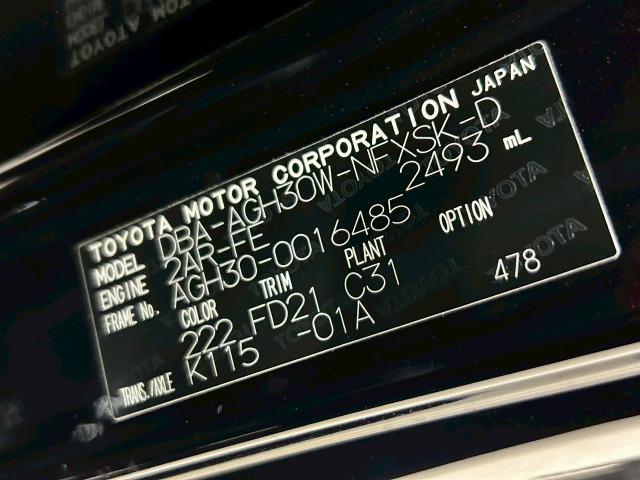 TOYOTA MOTOR CORPORATION JAPAN
MODEL DBA-AGH30W-NFXSK-D
ENGINE 2AR-FE 2493 mL
FRAME No. AGH30-0016485
COLOR TRIM PLANT OPTION
222 FD21 C31
TRANS./AXLE K115 -01A 478